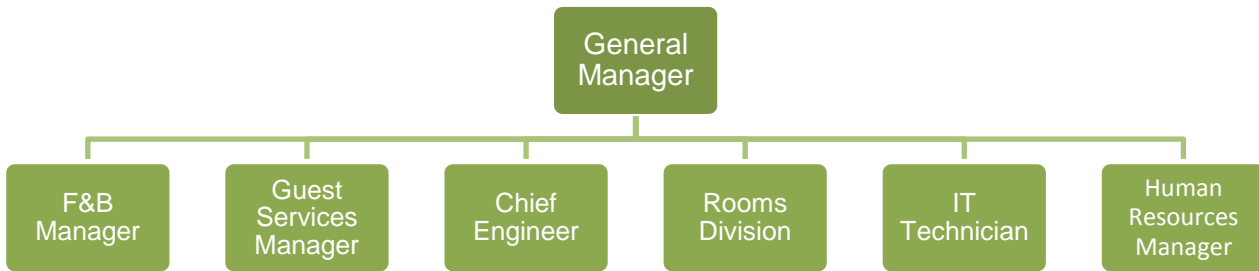 General
Manager
F&B
Manager
Guest
Services
Manager
Chief
Engineer
Rooms
Division
IT
Technician
Human
Resources
Manager